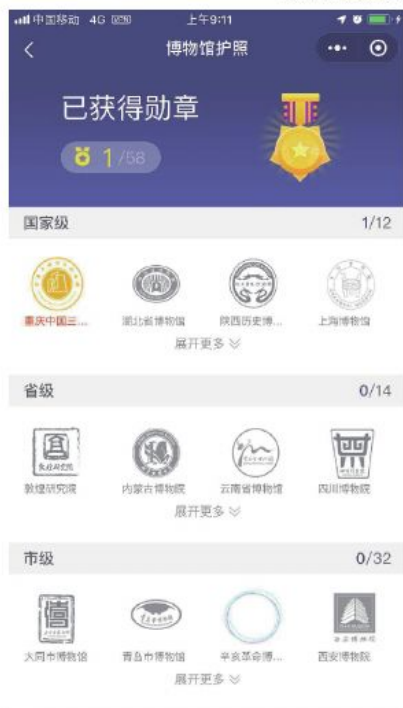 中国移动 4G 上午9:11
博物馆护照
已获得勋章
1/58
国家级 1/12
重庆中国三... 湖北省博物馆 陕西历史博... 上海博物馆
展开更多
省级 0/14
敦煌研究院
敦煌研究院 内蒙古博物院 云南省博物馆 四川博物院
展开更多
市级 0/32
大同市博物馆 青岛市博物馆 辛亥革命博... 西安博物院
展开更多